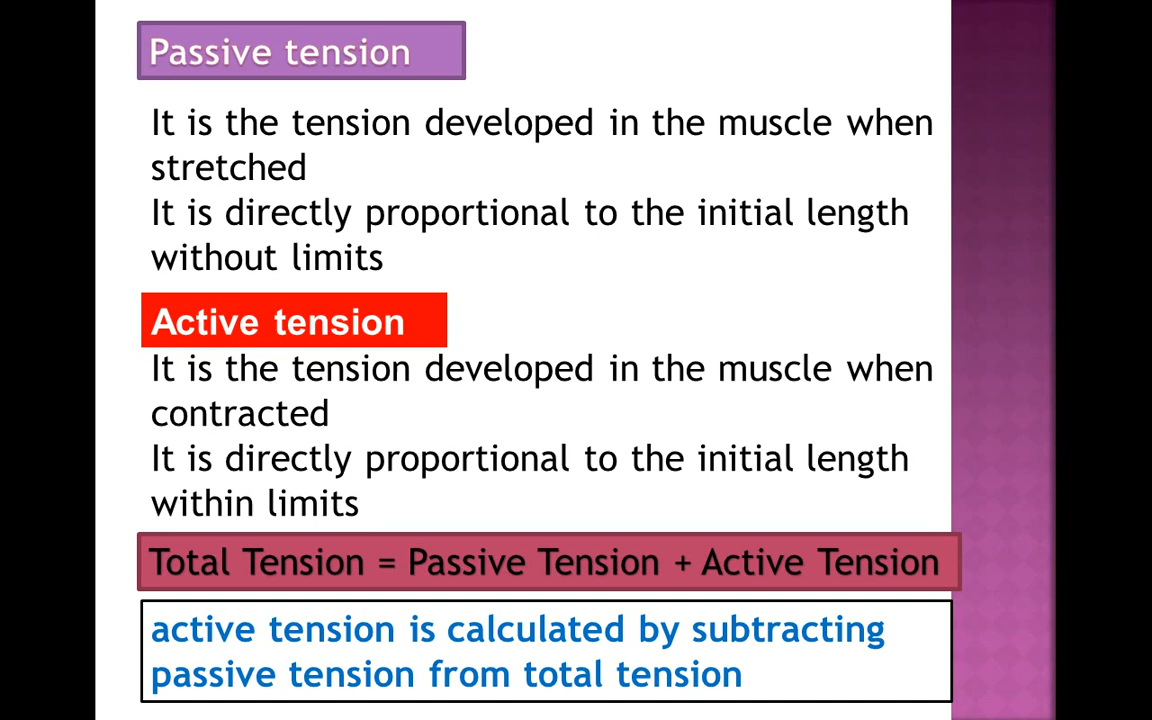 Passive tension
It is the tension developed in the muscle when
stretched
It is directly proportional to the initial length
without limits
Active tension
It is the tension developed in the muscle when
contracted
It is directly proportional to the initial length
within limits
Total Tension = Passive Tension + Active Tension
active tension is calculated by subtracting
passive tension from total tension